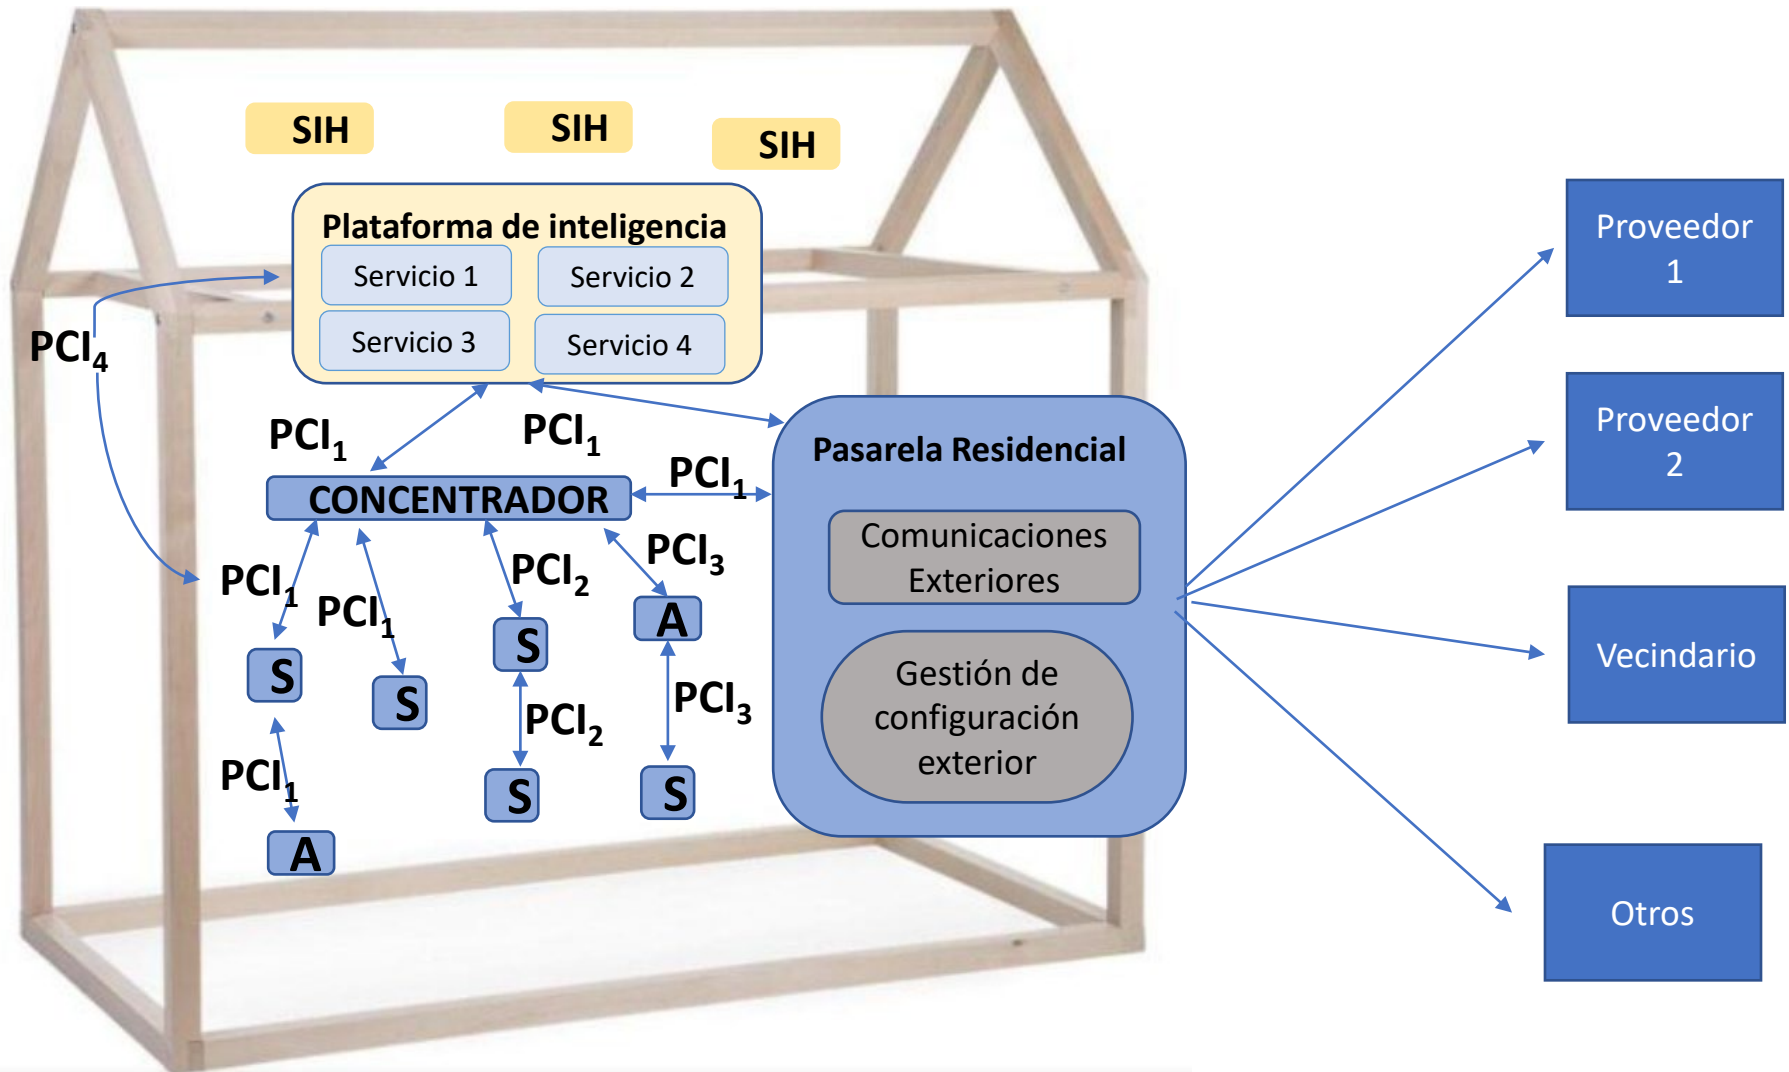 SIH
SIH
SIH
Plataforma de inteligencia
Servicio 1
Servicio 2
Servicio 3
Servicio 4
PCI4
PCI1
PCI1
Pasarela Residencial
PCI1
CONCENTRADOR
Comunicaciones
Exteriores
PCI1
PCI1
PCI2
PCI3
A
S
S
S
Gestión de
configuración
exterior
PCI2
PCI3
PCI1
S
S
A
Proveedor
1
Proveedor
2
Vecindario
Otros